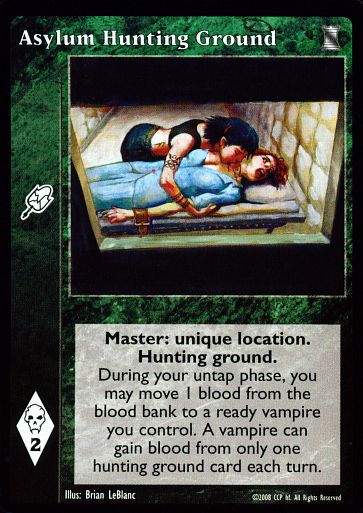 Asylum Hunting Ground
Master: unique location.
Hunting ground.
During your untap phase, you
may move 1 blood from the
blood bank to a ready vampire
you control. A vampire can
gain blood from only one
hunting ground card each turn.
2
Illus: Brian LeBlanc
©2008 CCP hf. All Rights Reserved